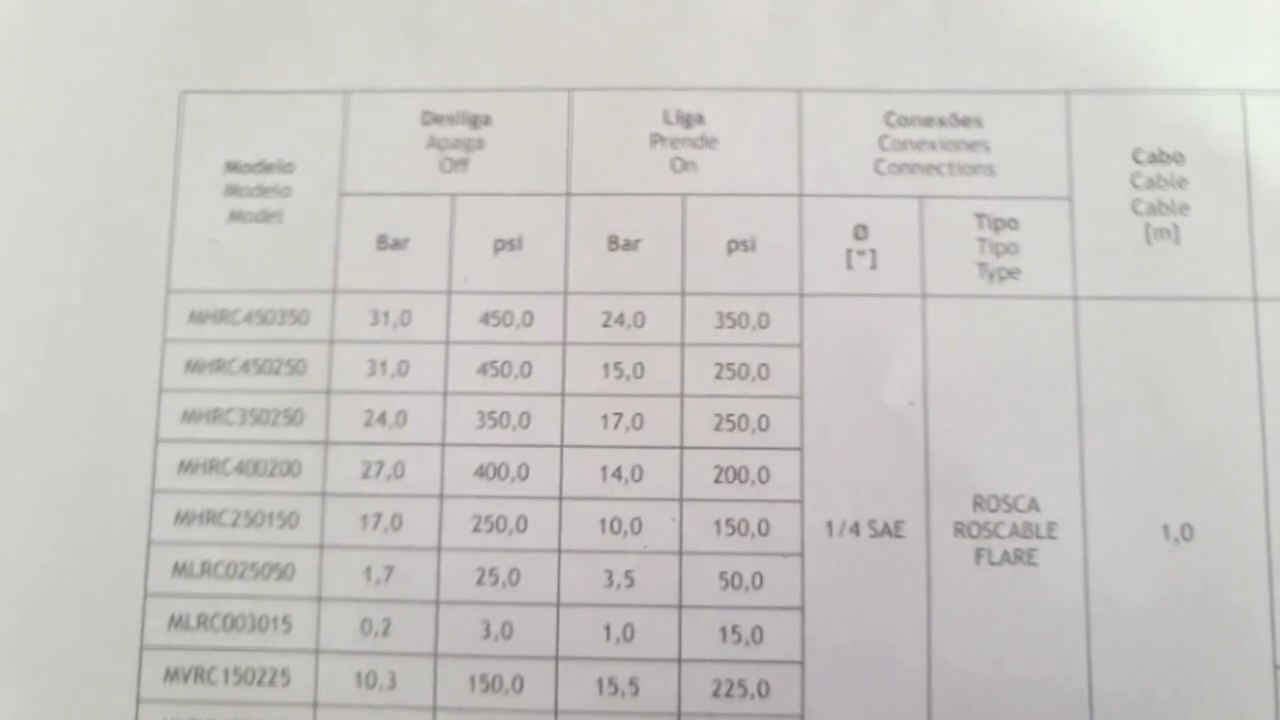 Modelo
Modelo
Model
Desliga
Apaga
Off
Liga
Prende
On
Conexões
Conexiones
Connections
Cabo
Cable
Cable
[m]
Bar psi Bar psi
Ø
["]
Tipo
Tipo
Type
MHRC450350 31,0 450,0 24,0 350,0
MHRC450250 31,0 450,0 15,0 250,0
MHRC350250 24,0 350,0 17,0 250,0
MHRC400200 27,0 400,0 14,0 200,0
MHRC250150 17,0 250,0 10,0 150,0
MLRC025050 1,7 25,0 3,5 50,0
MLRC003015 0,2 3,0 1,0 15,0
MVRC150225 10,3 150,0 15,5 225,0
1/4 SAE
ROSCA
ROSCABLE
FLARE
1,0